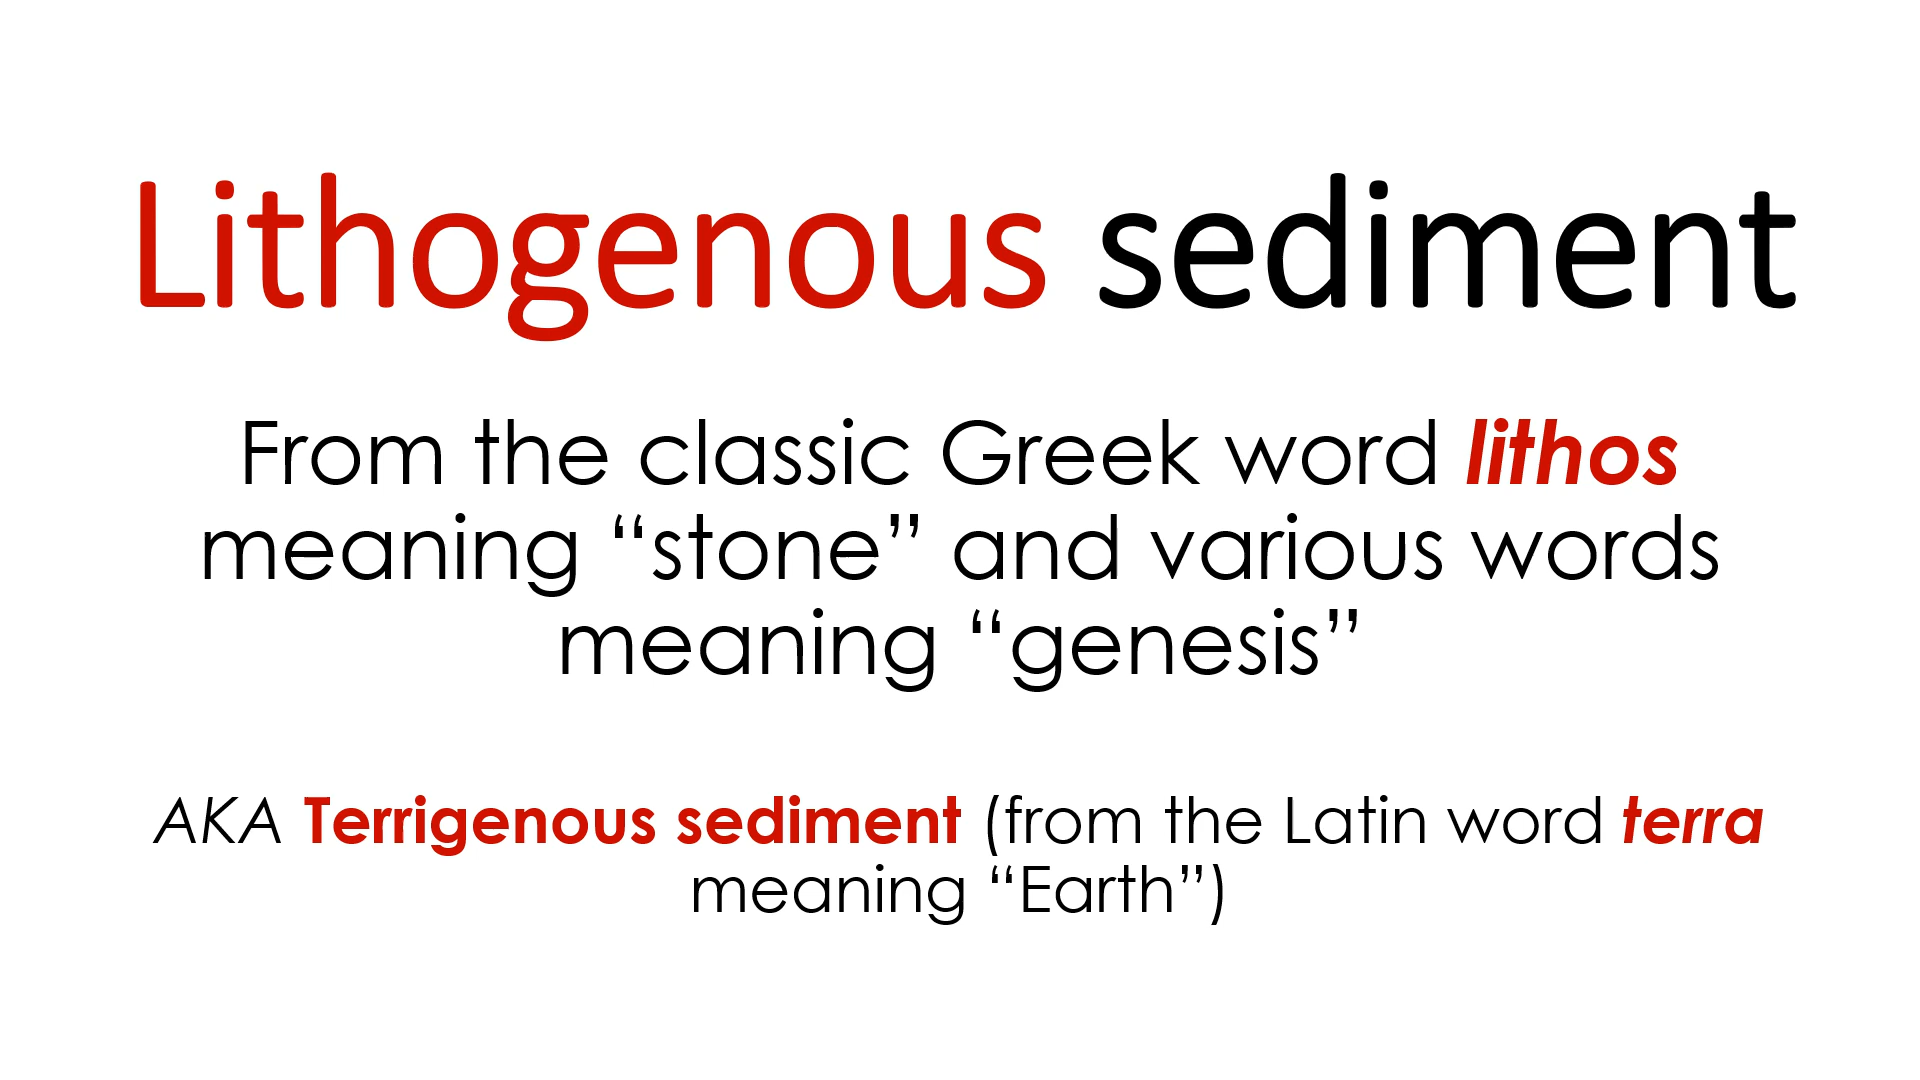 Lithogenous sediment
From the classic Greek word lithos
meaning “stone” and various words
meaning “genesis”
AKA Terrigenous sediment (from the Latin word terra
meaning “Earth”)